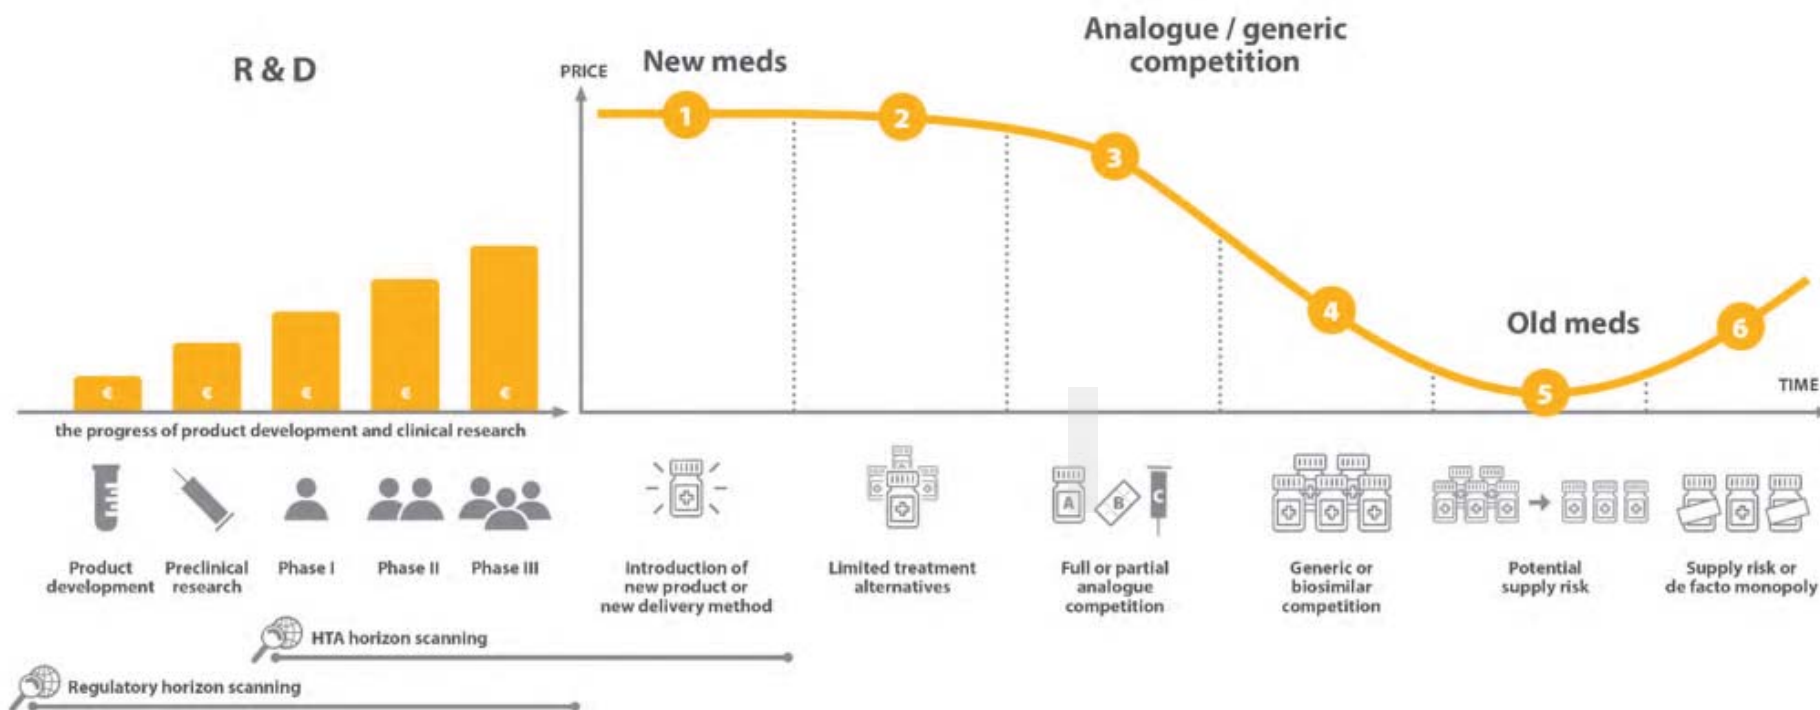 R & D
PRICE
New meds
Analogue / generic
competition
1
2
3
4
5
6
Old meds
TIME
€
€
€
€
€
the progress of product development and clinical research
A
B
C
Product
development
Preclinical
research
Phase I
Phase II
Phase III
Introduction of
new product or
new delivery method
Limited treatment
alternatives
Full or partial
analogue
competition
Generic or
biosimilar
competition
Potential
supply risk
Supply risk or
de facto monopoly
HTA horizon scanning
Regulatory horizon scanning